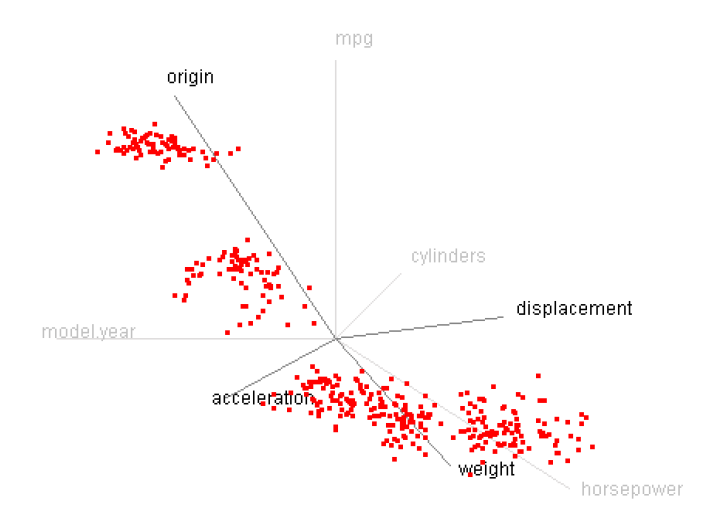 mpg
origin
cylinders
displacement
model.year
acceleration
weight
horsepower